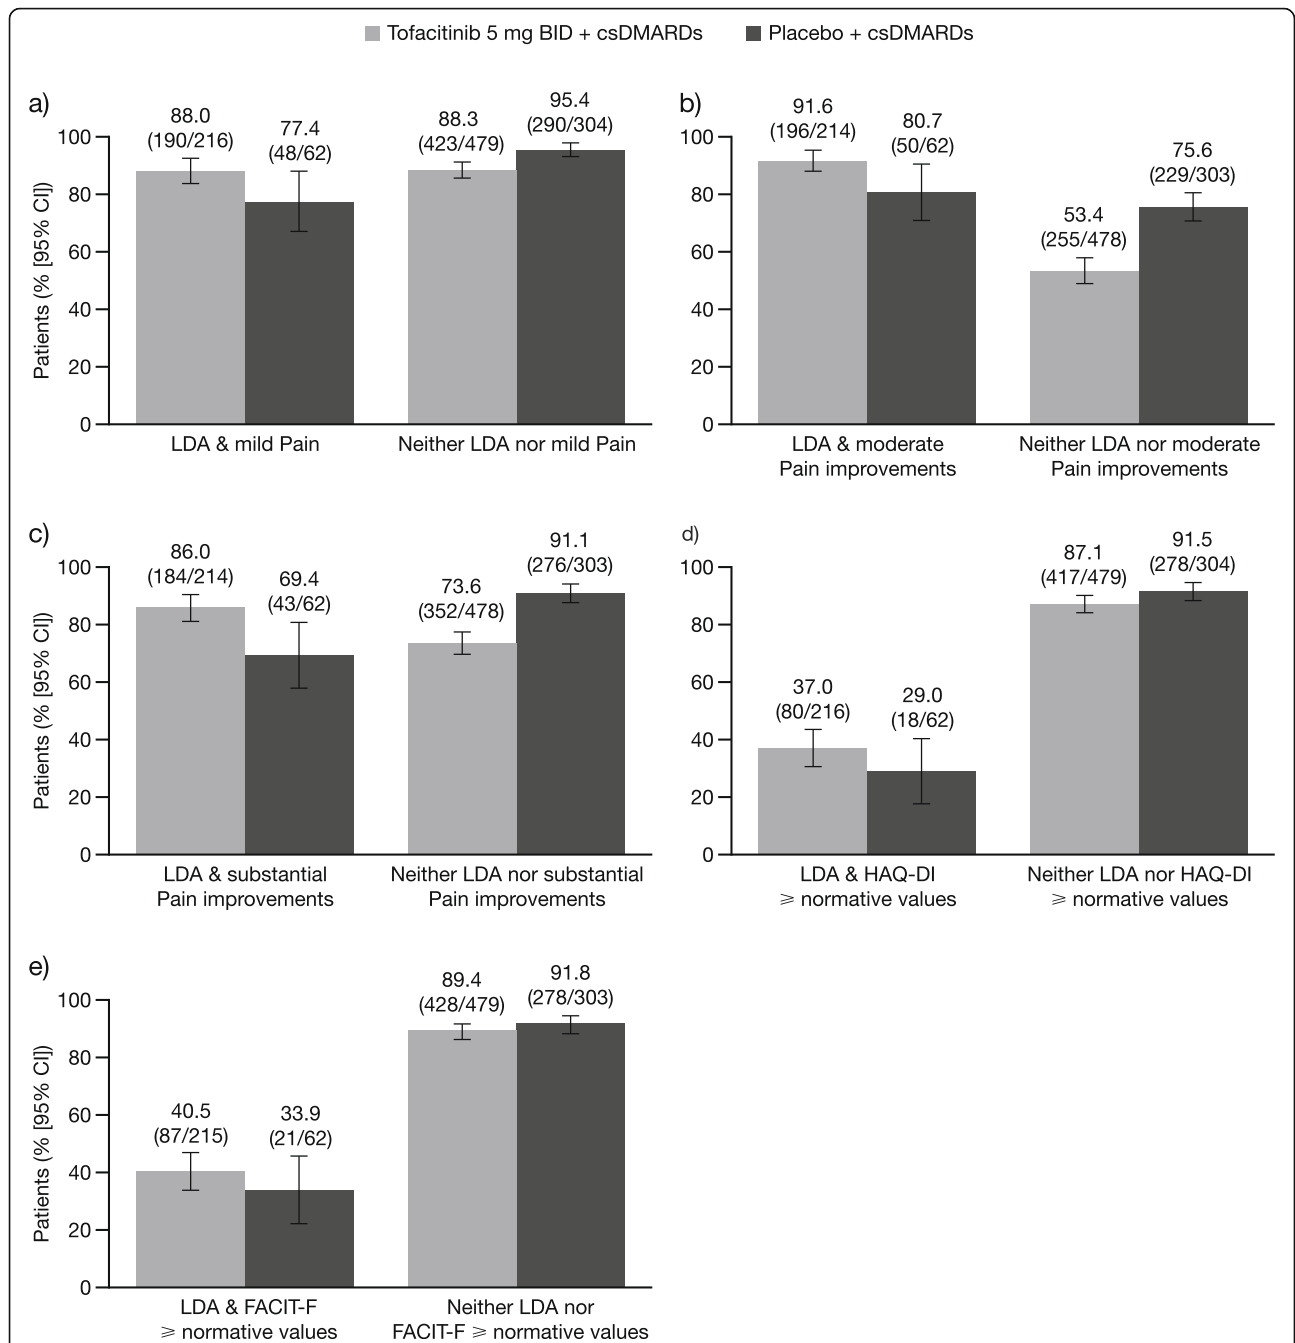 Tofacitinib 5 mg BID + csDMARDs Placebo + csDMARDs
a)
Patients (% [95% CI])
100
80
60
40
20
0
88.0
(190/216)
77.4
(48/62)
88.3
(423/479)
95.4
(290/304)
LDA & mild Pain
Neither LDA nor mild Pain
b)
100
80
60
40
20
0
91.6
(196/214)
80.7
(50/62)
53.4
(255/478)
75.6
(229/303)
LDA & moderate
Pain improvements
Neither LDA nor moderate
Pain improvements
c)
Patients (% [95% CI])
100
80
60
40
20
0
86.0
(184/214)
69.4
(43/62)
73.6
(352/478)
91.1
(276/303)
LDA & substantial
Pain improvements
Neither LDA nor substantial
Pain improvements
d)
100
80
60
40
20
0
37.0
(80/216)
29.0
(18/62)
87.1
(417/479)
91.5
(278/304)
LDA & HAQ-DI
⩾ normative values
Neither LDA nor HAQ-DI
⩾ normative values
e)
Patients (% [95% CI])
100
80
60
40
20
0
40.5
(87/215)
33.9
(21/62)
89.4
(428/479)
91.8
(278/303)
LDA & FACIT-F
⩾ normative values
Neither LDA nor
FACIT-F ⩾ normative values